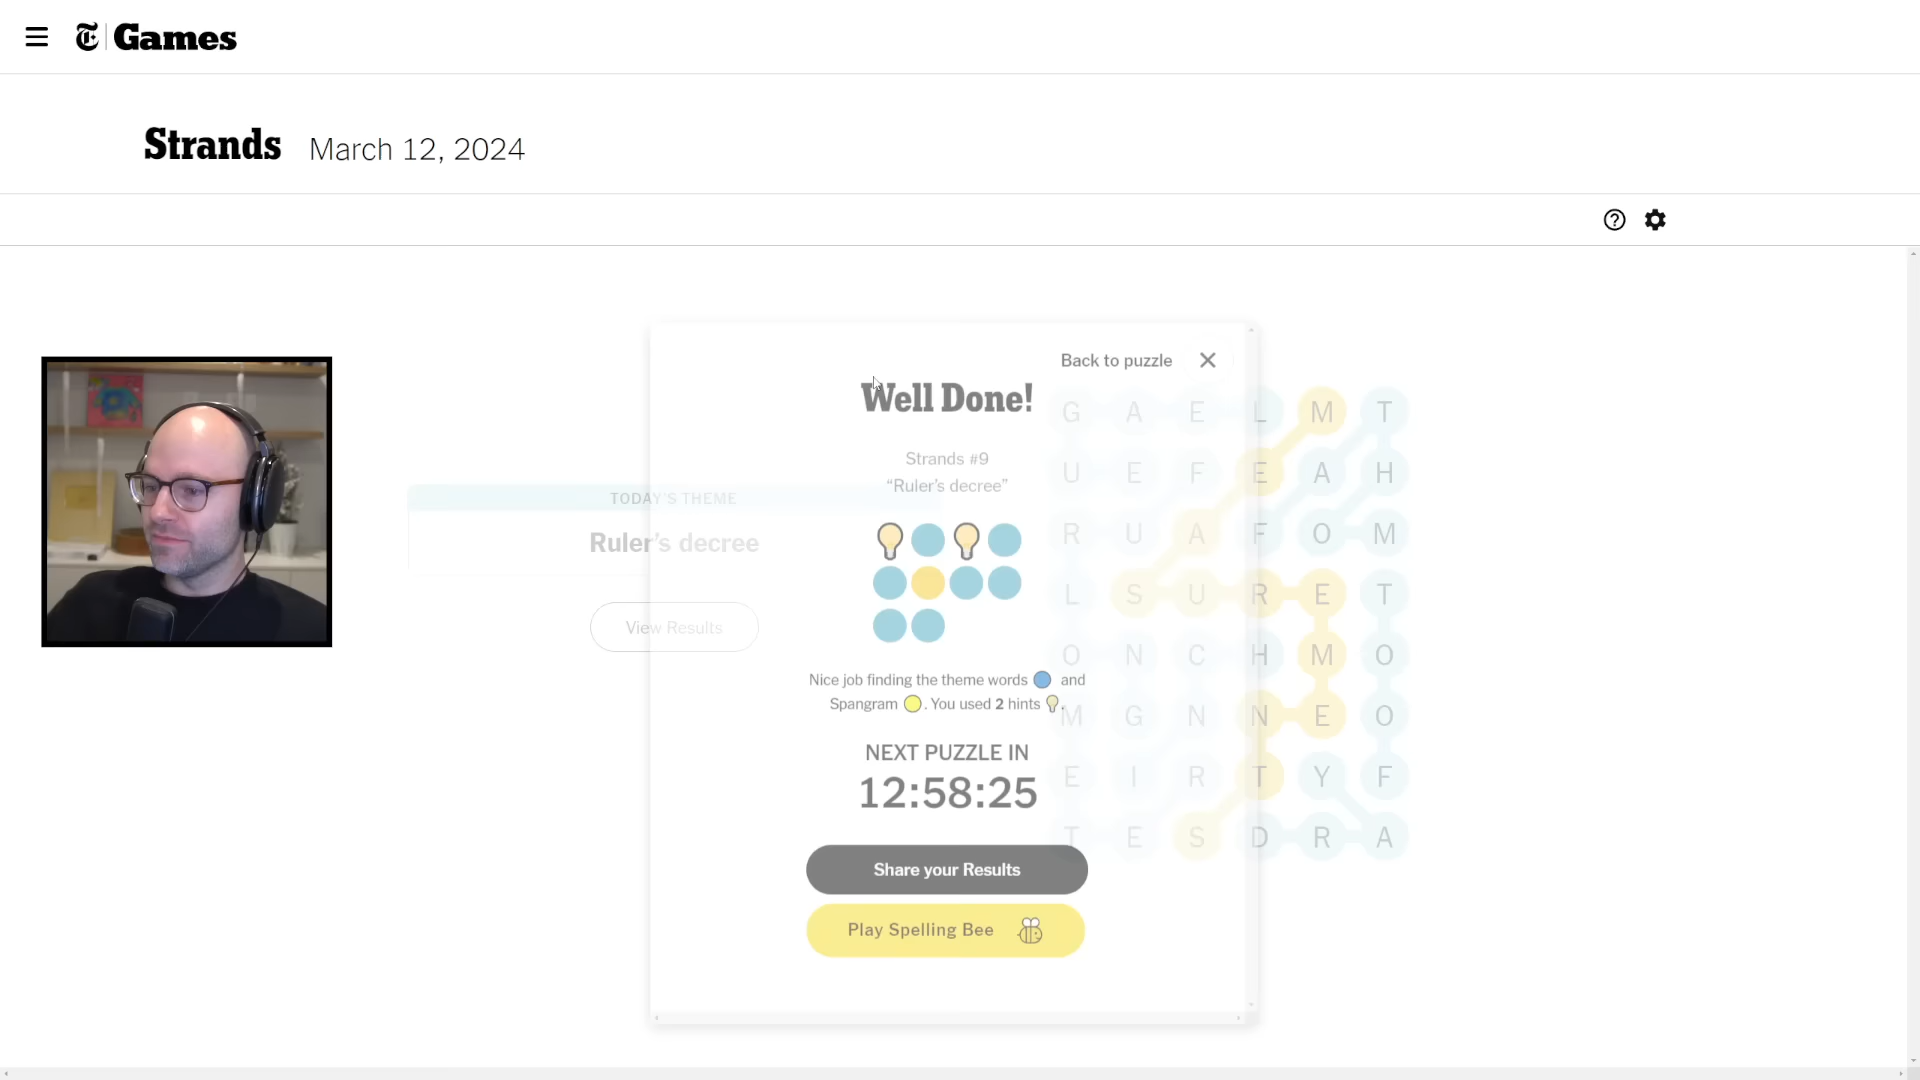 Games
Strands March 12, 2024
Back to puzzle
Well Done!
Strands #9
“Ruler’s decree”
TODAY’S THEME
Ruler’s decree
View Results
Nice job finding the theme words and
Spangram . You used 2 hints .
NEXT PUZZLE IN
12:58:25
Share your Results
Play Spelling Bee
G A E L M T
U E F E A H
R U A F O M
L S U R E T
O N C H M O
M G N N E O
E I R T Y F
T E S D R A